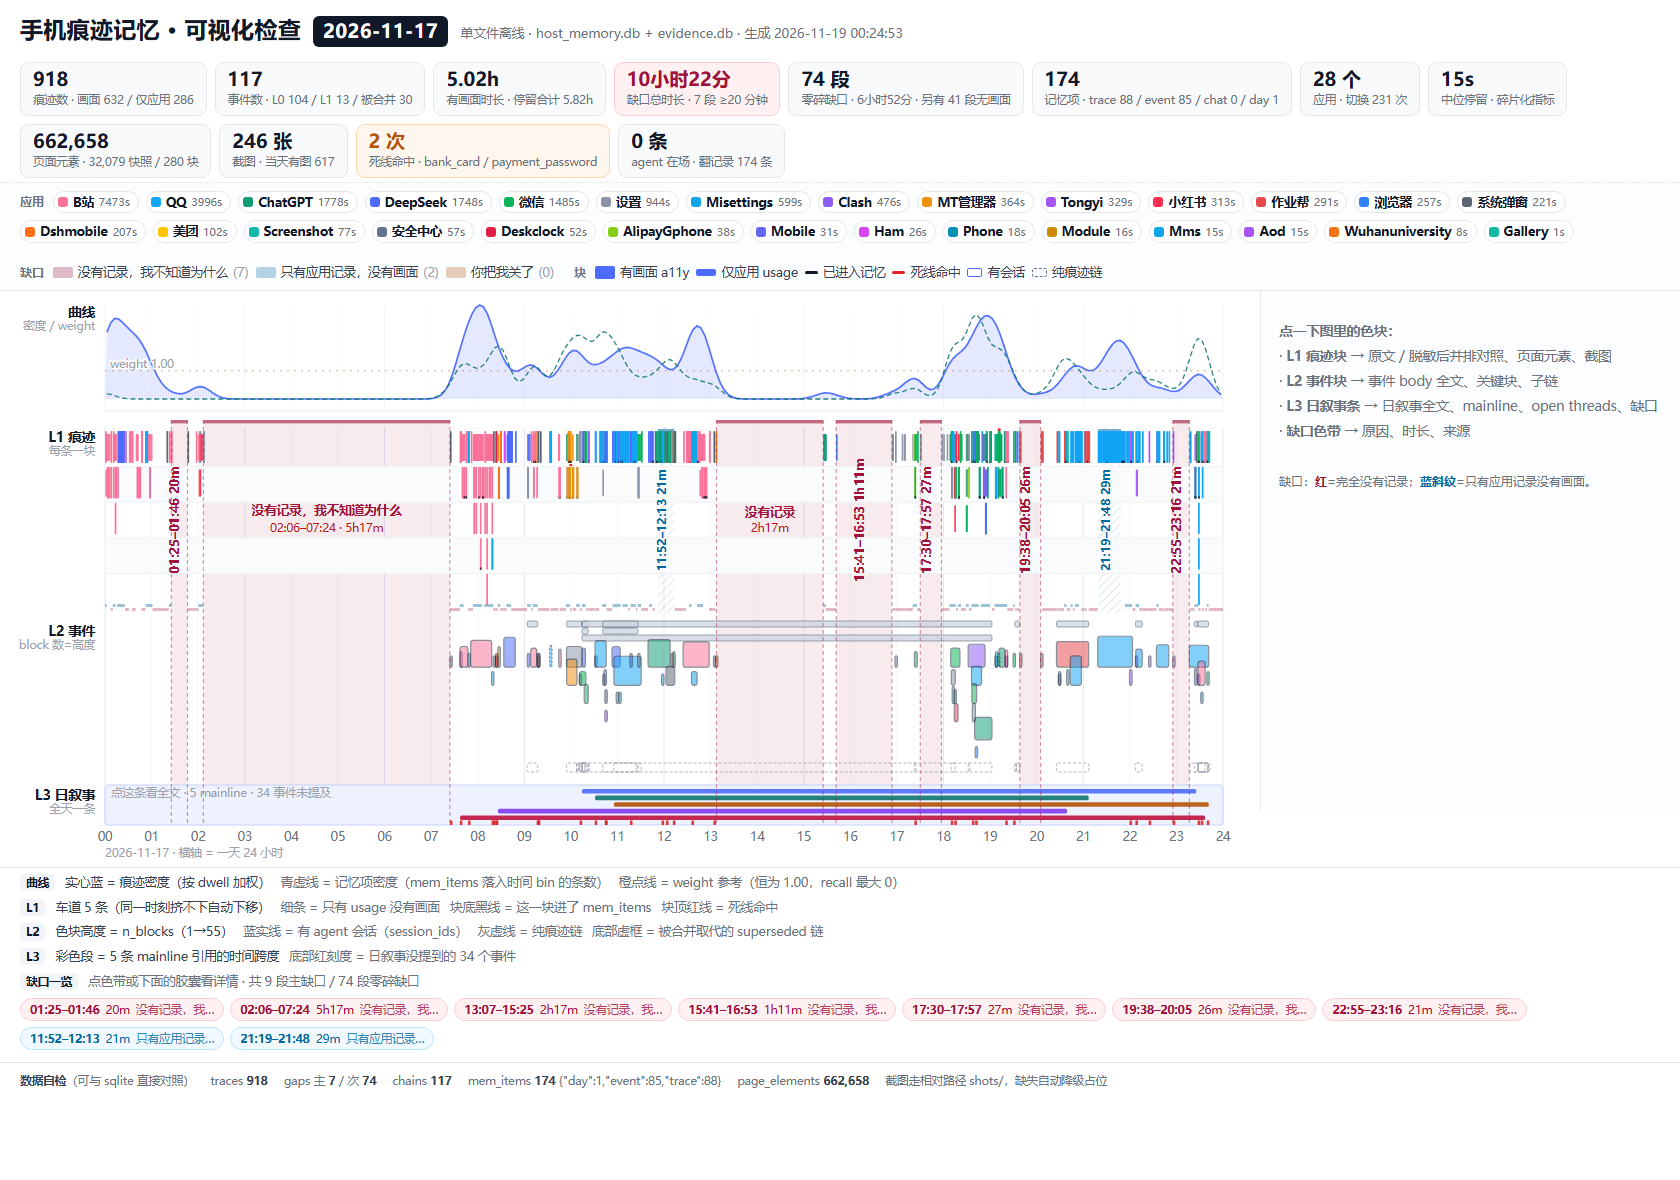 手机痕迹记忆 · 可视化检查 2026-11-17 单文件离线 · host_memory.db + evidence.db · 生成 2026-11-19 00:24:53
918
痕迹数 · 画面 632 / 仅应用 286
117
事件数 · L0 104 / L1 13 / 被合并 30
5.02h
有画面时长 · 停留合计 5.82h
10小时22分
缺口总时长 · 7 段 ≥20 分钟
74 段
零碎缺口 · 6小时52分 · 另有 41 段无画面
174
记忆项 · trace 88 / event 85 / chat 0 / day 1
28 个
应用 · 切换 231 次
15s
中位停留 · 碎片化指标
662,658
页面元素 · 32,079 快照 / 280 块
246 张
截图 · 当天有图 617
2 次
死线命中 · bank_card / payment_password
0 条
agent 在场 · 翻记录 174 条
应用 B站 7473s QQ 3996s ChatGPT 1778s DeepSeek 1748s 微信 1485s 设置 944s Misettings 599s Clash 476s MT管理器 364s Tongyi 329s 小红书 313s 作业帮 291s 浏览器 257s 系统弹窗 221s
Dshmobile 207s 美团 102s Screenshot 77s 安全中心 57s Deskclock 52s AlipayGphone 38s Mobile 31s Ham 26s Phone 18s Module 16s Mms 15s Aod 15s Wuhanuniversity 8s Gallery 1s
缺口 没有记录，我不知道为什么 (7) 只有应用记录，没有画面 (2) 你把我关了 (0) 块 有画面 a11y 仅应用 usage 已进入记忆 死线命中 有会话 纯痕迹链
曲线
密度 / weight
weight 1.00
L1 痕迹
每条一块
01:25–01:46 20m
没有记录，我不知道为什么
02:06–07:24 · 5h17m
11:52–12:13 21m
没有记录
2h17m
15:41–16:53 1h11m
17:30–17:57 27m
19:38–20:05 26m
21:19–21:48 29m
22:55–23:16 21m
L2 事件
block 数=高度
L3 日叙事
全天一条
点这条看全文 · 5 mainline · 34 事件未提及
00 01 02 03 04 05 06 07 08 09 10 11 12 13 14 15 16 17 18 19 20 21 22 23 24
2026-11-17 · 横轴 = 一天 24 小时
点一下图里的色块：
· L1 痕迹块 → 原文 / 脱敏后并排对照、页面元素、截图
· L2 事件块 → 事件 body 全文、关键块、子链
· L3 日叙事条 → 日叙事全文、mainline、open threads、缺口
· 缺口色带 → 原因、时长、来源
缺口：红=完全没有记录；蓝斜纹=只有应用记录没有画面。
曲线 实心蓝 = 痕迹密度（按 dwell 加权） 青虚线 = 记忆项密度（mem_items 落入时间 bin 的条数） 橙点线 = weight 参考（恒为 1.00，recall 最大 0）
L1 车道 5 条（同一时刻挤不下自动下移） 细条 = 只有 usage 没有画面 块底黑线 = 这一块进了 mem_items 块顶红线 = 死线命中
L2 色块高度 = n_blocks（1→55） 蓝实线 = 有 agent 会话（session_ids） 灰虚线 = 纯痕迹链 底部虚框 = 被合并取代的 superseded 链
L3 彩色段 = 5 条 mainline 引用的时间跨度 底部红刻度 = 日叙事没提到的 34 个事件
缺口一览 点色带或下面的胶囊看详情 · 共 9 段主缺口 / 74 段零碎缺口
01:25–01:46 20m 没有记录，我… 02:06–07:24 5h17m 没有记录，我… 13:07–15:25 2h17m 没有记录，我… 15:41–16:53 1h11m 没有记录，我… 17:30–17:57 27m 没有记录，我… 19:38–20:05 26m 没有记录，我… 22:55–23:16 21m 没有记录，我…
11:52–12:13 21m 只有应用记录… 21:19–21:48 29m 只有应用记录…
数据自检（可与 sqlite 直接对照） traces 918 gaps 主 7 / 次 74 chains 117 mem_items 174 {"day":1,"event":85,"trace":88} page_elements 662,658 截图走相对路径 shots/，缺失自动降级占位